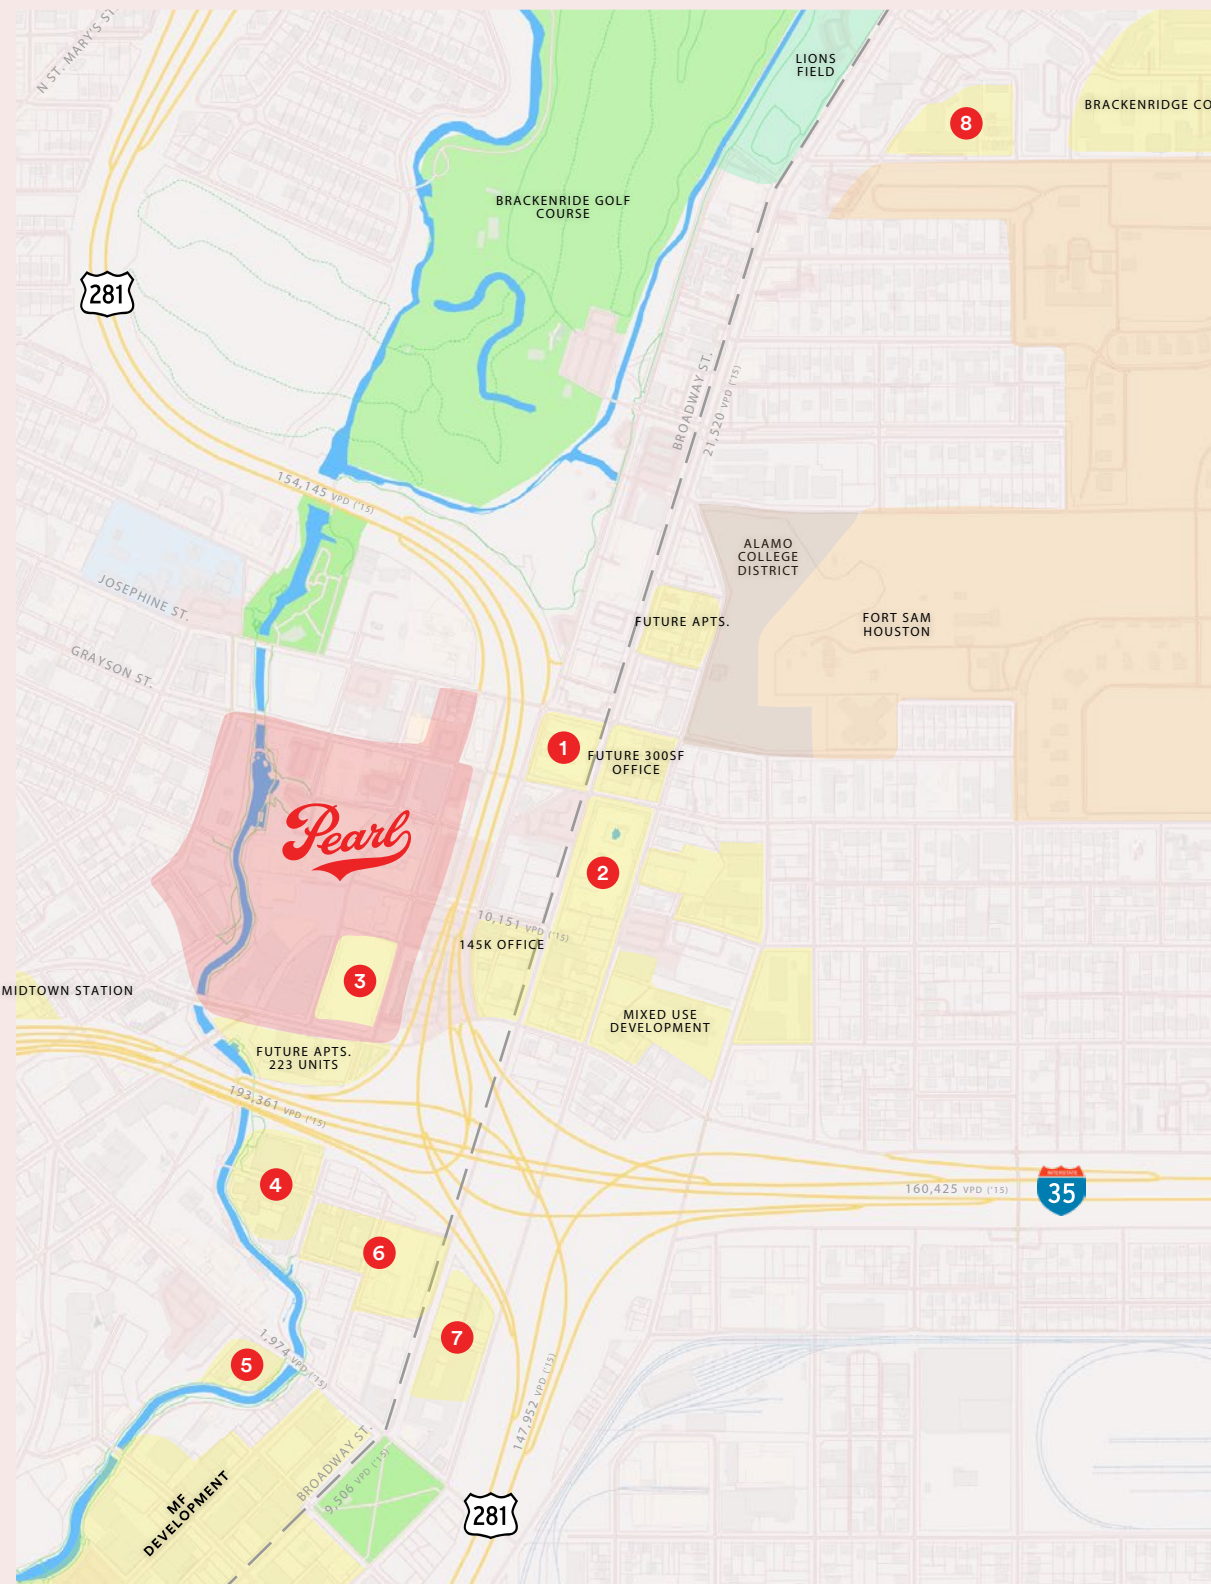 N ST. MARY'S ST
LIONS
FIELD
8
BRACKENRIDGE CO
BRACKENRIDE GOLF
COURSE
281
BROADWAY ST.
21,520 VPD ('15)
154,145 VPD ('15)
ALAMO
COLLEGE
DISTRICT
JOSEPHINE ST.
FUTURE APTS.
FORT SAM
HOUSTON
GRAYSON ST.
1
FUTURE 300SF
OFFICE
Pearl
2
10,151 VPD ('15)
145K OFFICE
3
MIDTOWN STATION
MIXED USE
DEVELOPMENT
FUTURE APTS.
223 UNITS
193,361 VPD ('15)
4
160,425 VPD ('15)
INTERSTATE
35
6
7
1,974 VPD ('15)
5
147,952 VPD ('15)
BROADWAY ST.
9,506 VPD ('15)
MF
DEVELOPMENT
281